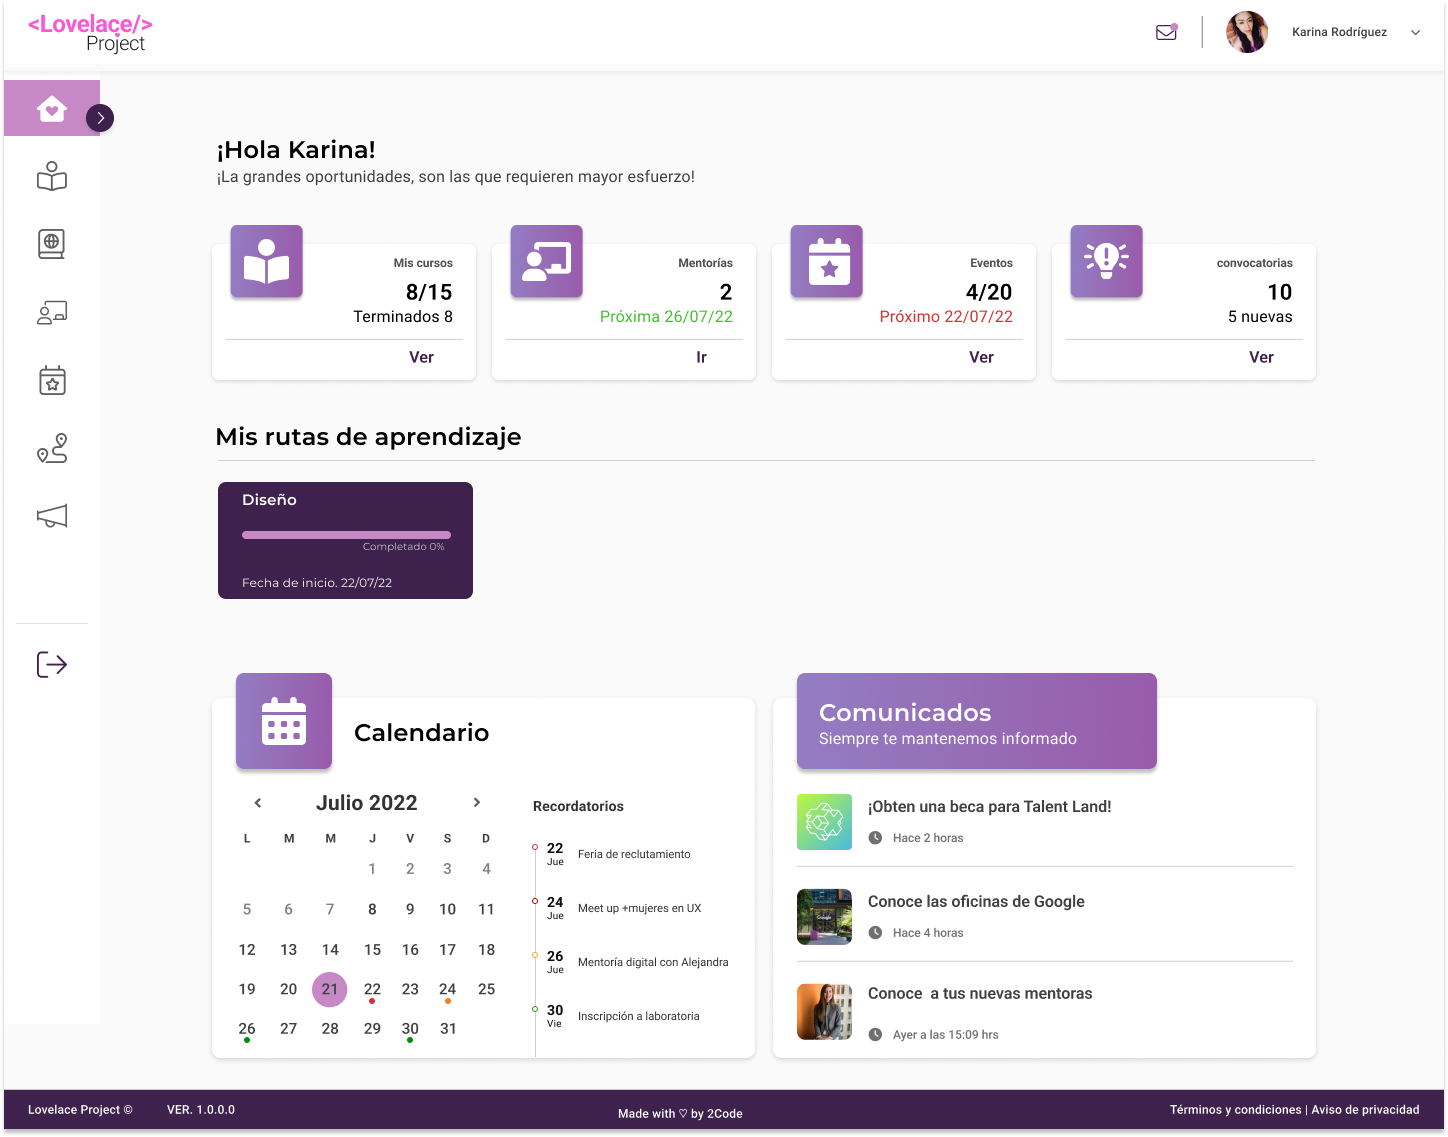 <Lovelace/>
Project
Karina Rodríguez
¡Hola Karina!
¡La grandes oportunidades, son las que requieren mayor esfuerzo!
Mis cursos
8/15
Terminados 8
Ver
Mentorías
2
Próxima 26/07/22
Ir
Eventos
4/20
Próximo 22/07/22
Ver
convocatorias
10
5 nuevas
Ver
Mis rutas de aprendizaje
Diseño
Completado 0%
Fecha de inicio. 22/07/22
Calendario
Julio 2022
L M M J V S D
1 2 3 4
5 6 7 8 9 10 11
12 13 14 15 16 17 18
19 20 21 22 23 24 25
26 27 28 29 30 31
Recordatorios
22 Jue Feria de reclutamiento
24 Jue Meet up +mujeres en UX
26 Jue Mentoría digital con Alejandra
30 Vie Inscripción a laboratoria
Comunicados
Siempre te mantenemos informado
¡Obten una beca para Talent Land!
Hace 2 horas
Google
Conoce las oficinas de Google
Hace 4 horas
Conoce  a tus nuevas mentoras
Ayer a las 15:09 hrs
Lovelace Project © VER. 1.0.0.0
Made with ♡ by 2Code
Términos y condiciones | Aviso de privacidad